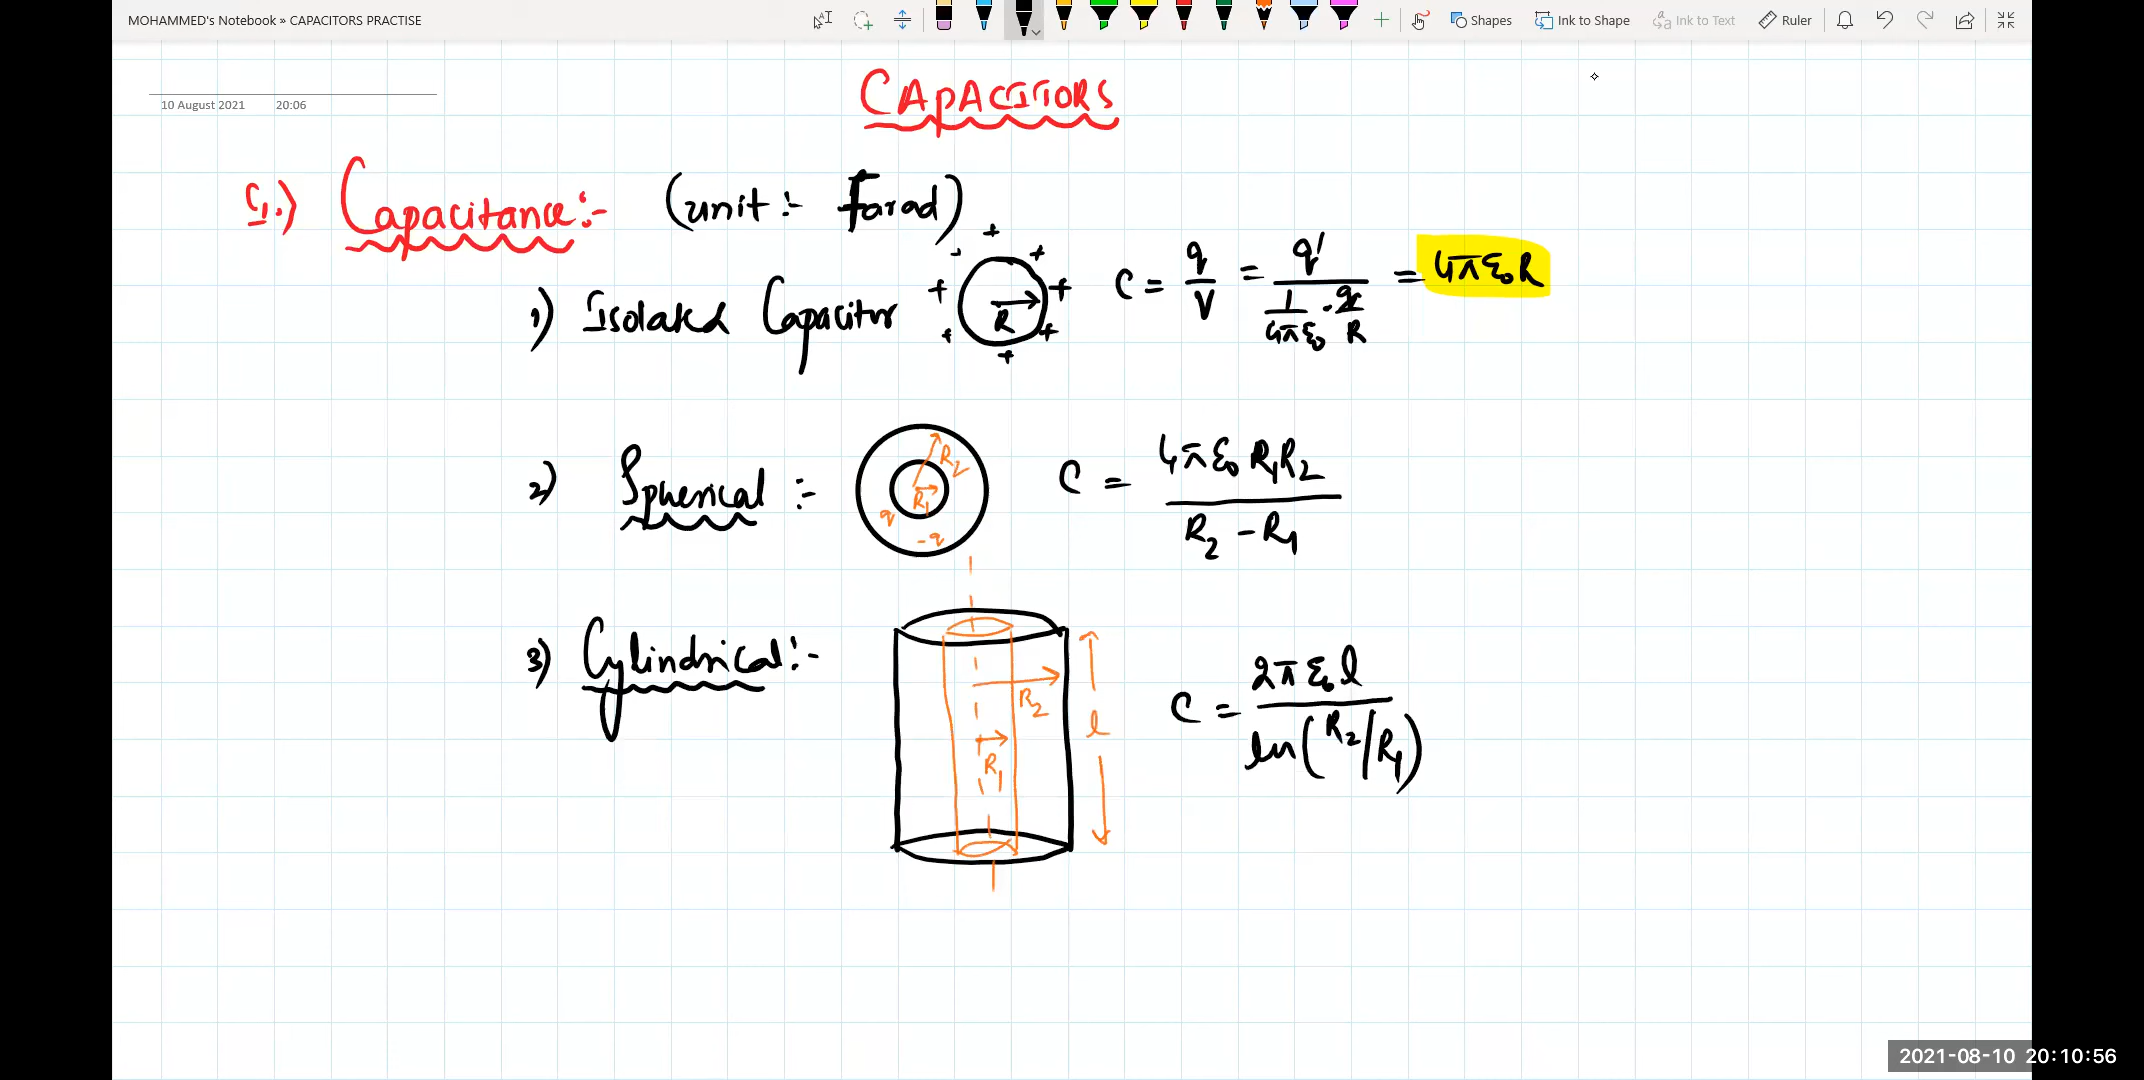 MOHAMMED's Notebook » CAPACITORS PRACTISE
Shapes Ink to Shape Ink to Text Ruler
CAPACITORS
10 August 2021 20:06
I.) Capacitance :- (unit :- Farad)
1) Isolated Capacitor R C = q/V = q/(1/4πε₀ · q/R) = 4πε₀R
2) Spherical :- R₂ R₁ q -q C = 4πε₀R₁R₂/(R₂ - R₁)
3) Cylindrical :- R₂ R₁ l C = 2πε₀l/ln(R₂/R₁)
2021-08-10 20:10:56